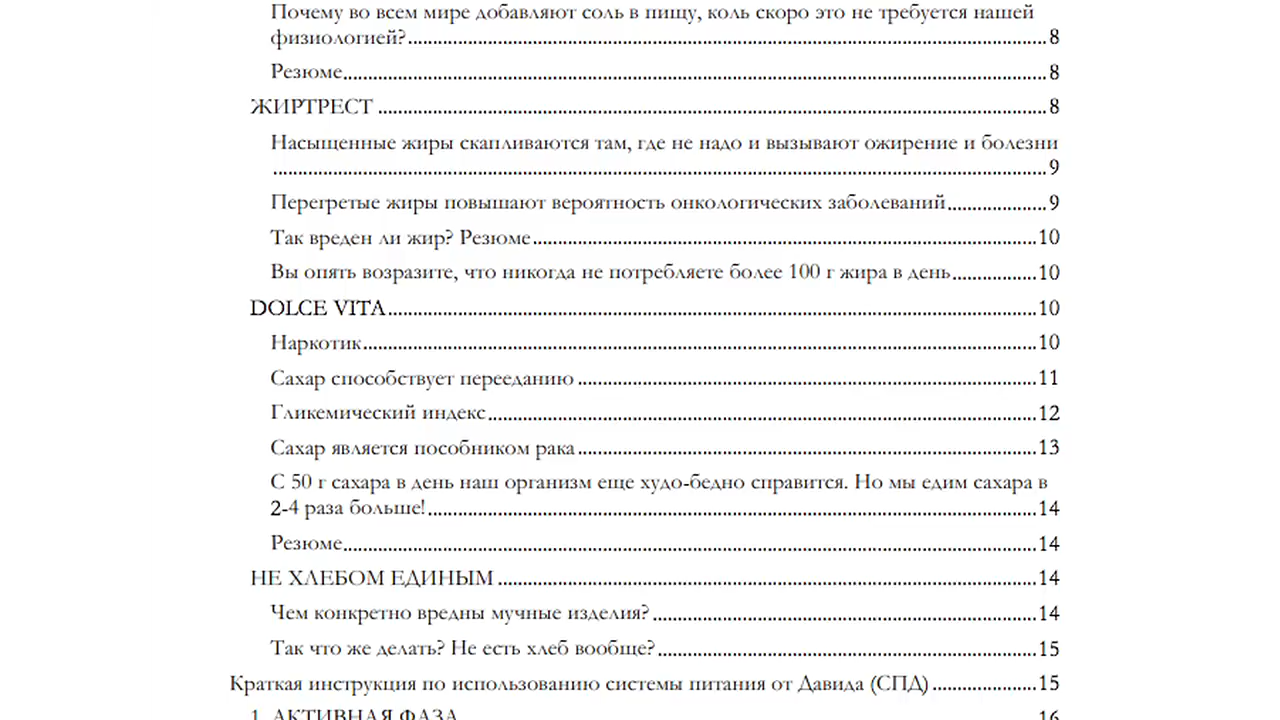 Почему во всем мире добавляют соль в пищу, коль скоро это не требуется нашей
физиологией?........8
Резюме........8
ЖИРТРЕСТ........8
Насыщенные жиры скапливаются там, где не надо и вызывают ожирение и болезни
........9
Перегретые жиры повышают вероятность онкологических заболеваний........9
Так вреден ли жир? Резюме........10
Вы опять возразите, что никогда не потребляете более 100 г жира в день........10
DOLCE VITA........10
Наркотик........10
Сахар способствует перееданию........11
Гликемический индекс........12
Сахар является пособником рака........13
С 50 г сахара в день наш организм еще худо-бедно справится. Но мы едим сахара в
2-4 раза больше!........14
Резюме........14
НЕ ХЛЕБОМ ЕДИНЫМ........14
Чем конкретно вредны мучные изделия?........14
Так что же делать? Не есть хлеб вообще?........15
Краткая инструкция по использованию системы питания от Давида (СПД)........15
1. АКТИВНАЯ ФАЗА........16